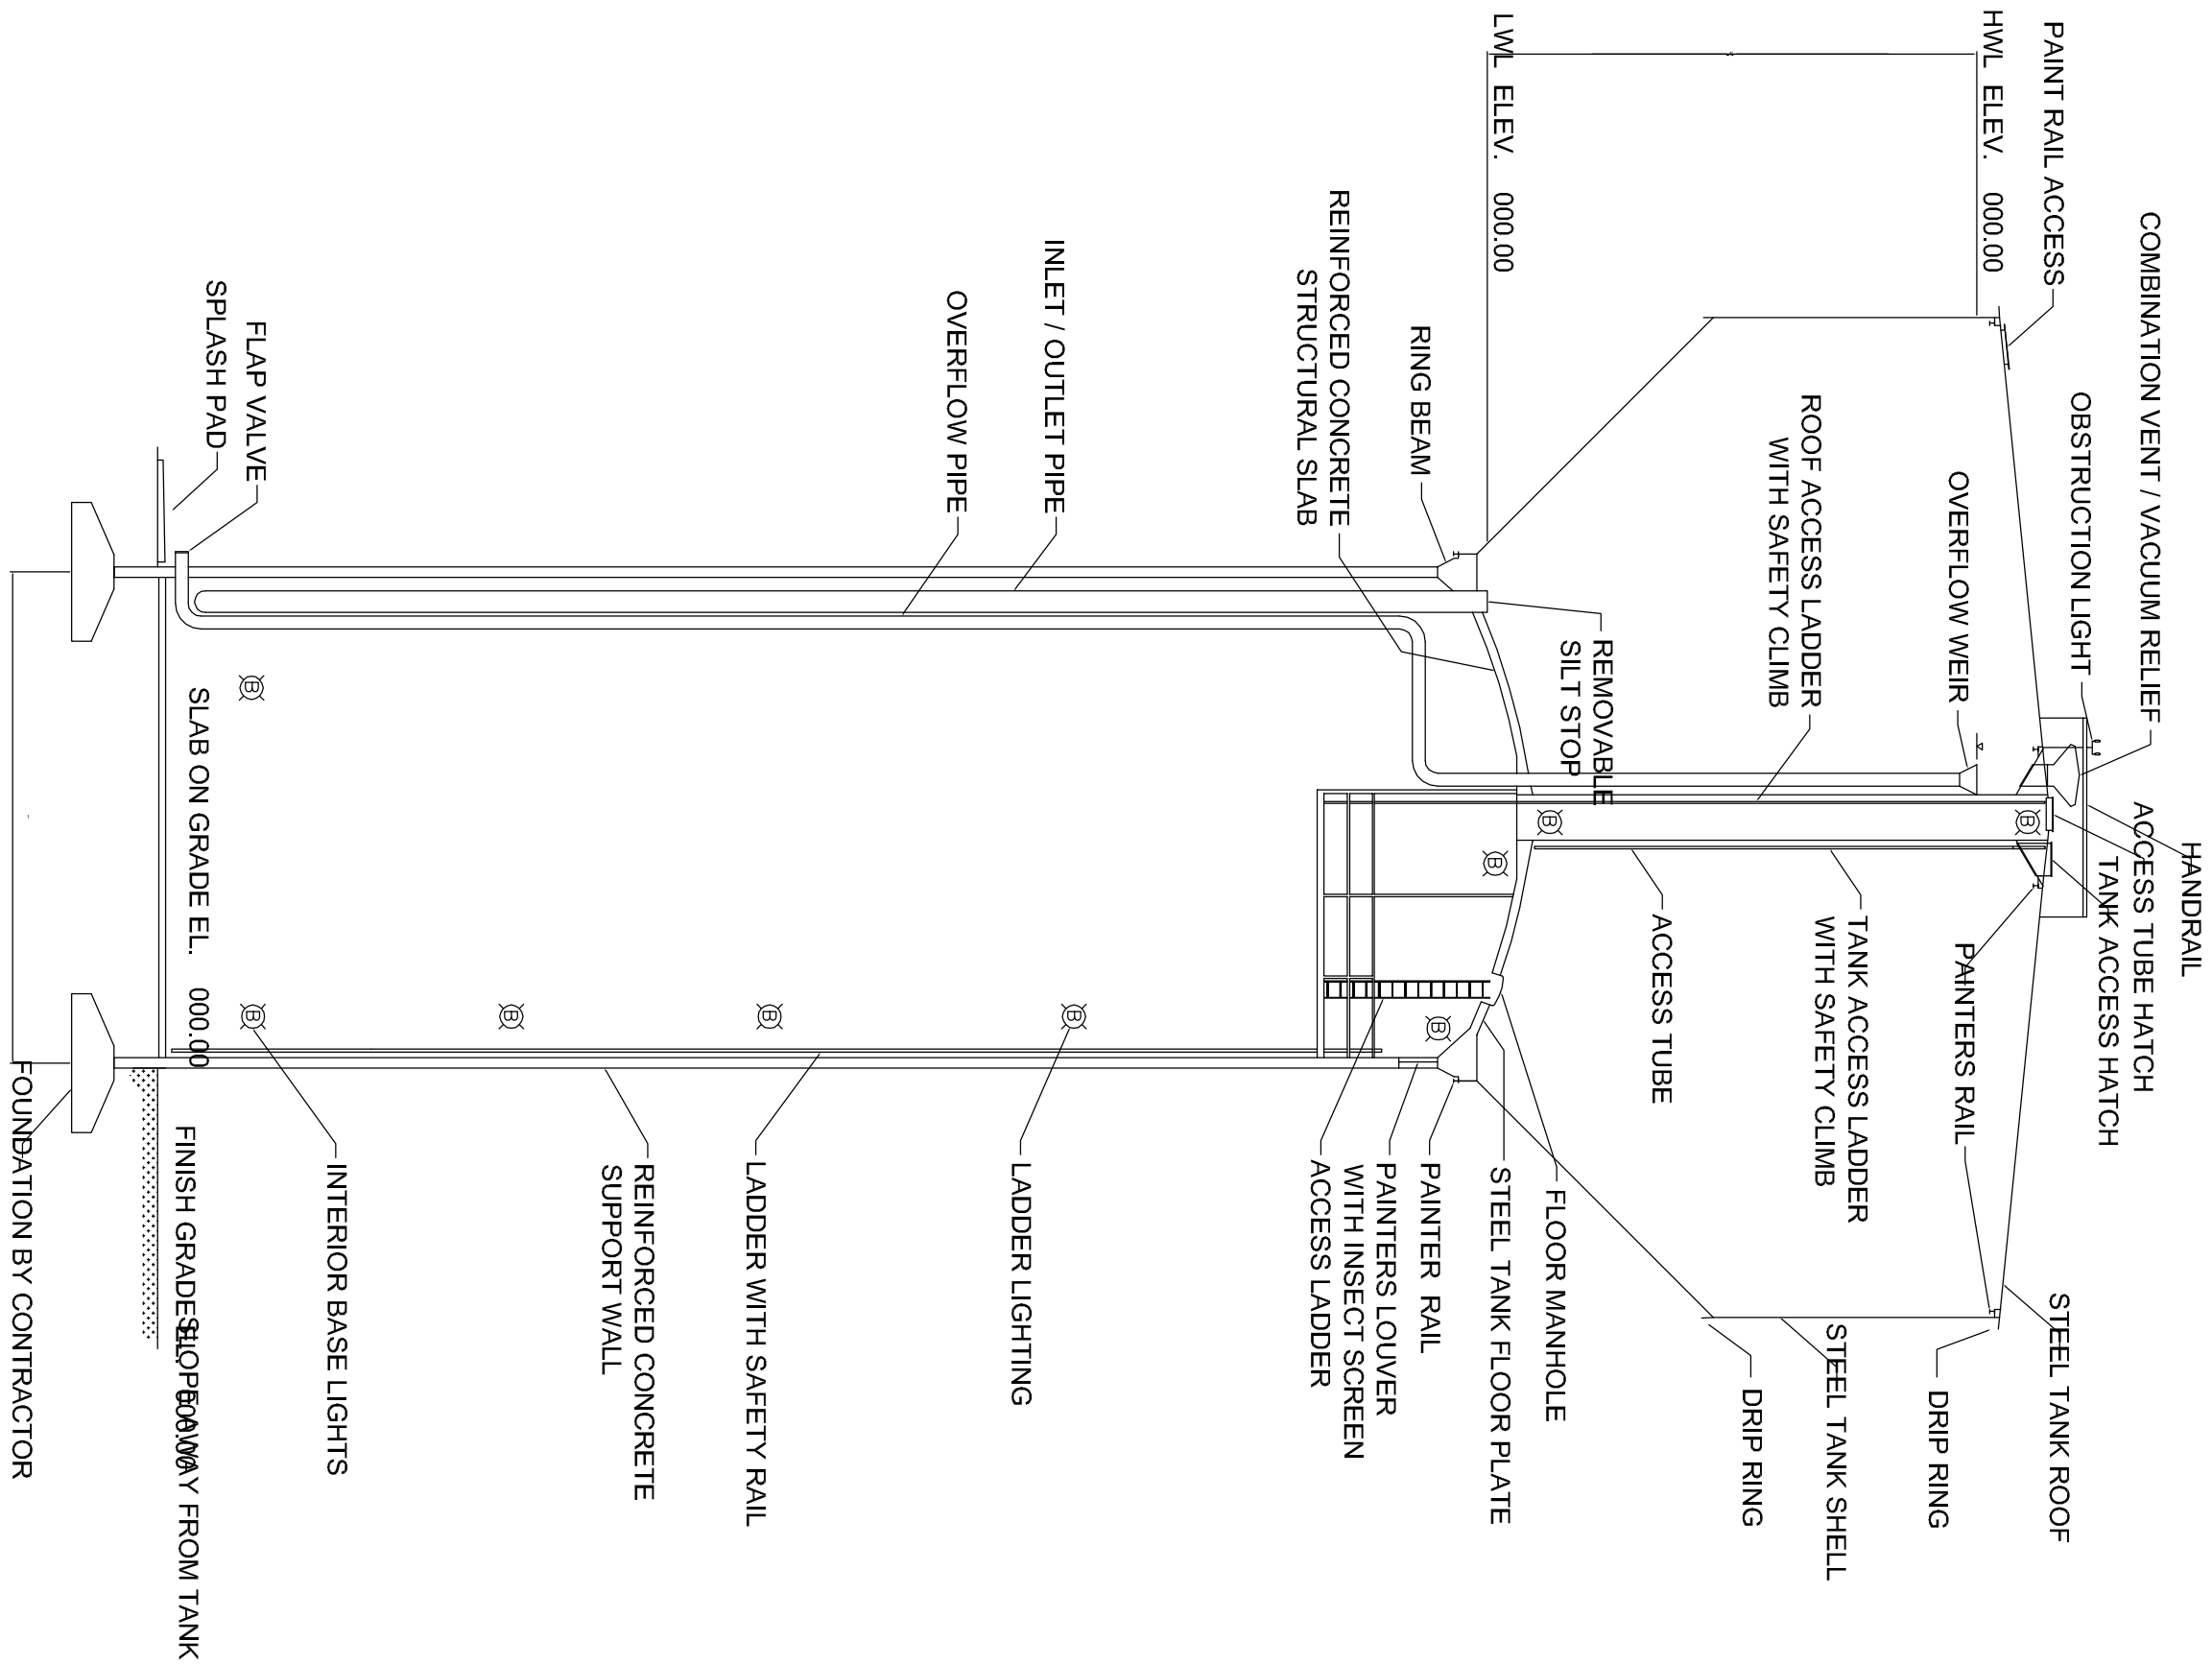 HANDRAIL
COMBINATION VENT / VACUUM RELIEF
ACCESS TUBE HATCH
TANK ACCESS HATCH
OBSTRUCTION LIGHT
PAINT RAIL ACCESS
STEEL TANK ROOF
HWL ELEV. 000.00
OVERFLOW WEIR
PAINTERS RAIL
DRIP RING
ROOF ACCESS LADDER
WITH SAFETY CLIMB
TANK ACCESS LADDER
WITH SAFETY CLIMB
STEEL TANK SHELL
DRIP RING
ACCESS TUBE
REMOVABLE
SILT STOP
FLOOR MANHOLE
LWL ELEV. 000.00
STEEL TANK FLOOR PLATE
RING BEAM
PAINTER RAIL
PAINTERS LOUVER
WITH INSECT SCREEN
REINFORCED CONCRETE
STRUCTURAL SLAB
ACCESS LADDER
INLET / OUTLET PIPE
LADDER LIGHTING
OVERFLOW PIPE
LADDER WITH SAFETY RAIL
REINFORCED CONCRETE
SUPPORT WALL
INTERIOR BASE LIGHTS
FLAP VALVE
SPLASH PAD
SLAB ON GRADE EL. 000.00
FINISH GRADE EL. 000.00
SLOPE AWAY FROM TANK
FOUNDATION BY CONTRACTOR
B
B
B
B
B
B
B
B
B